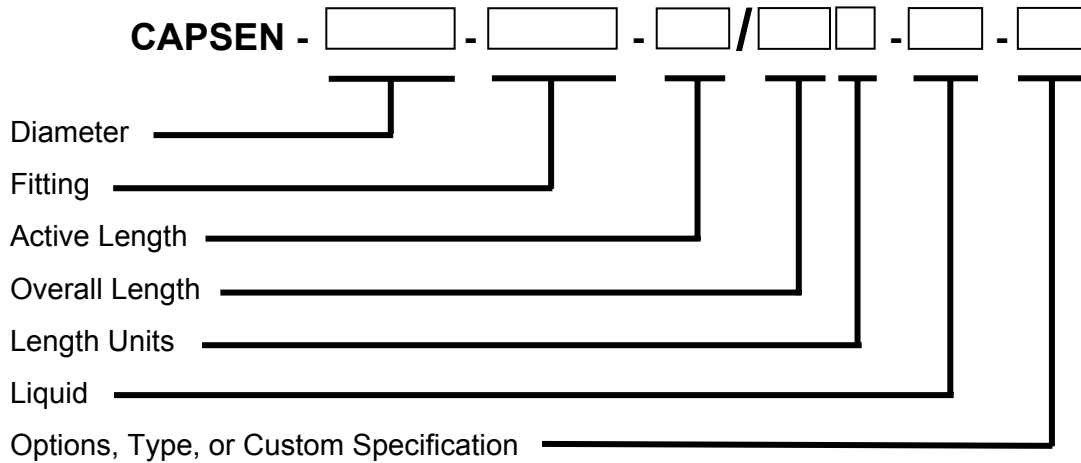 CAPSEN - - - / - -
Diameter
Fitting
Active Length
Overall Length
Length Units
Liquid
Options, Type, or Custom Specification